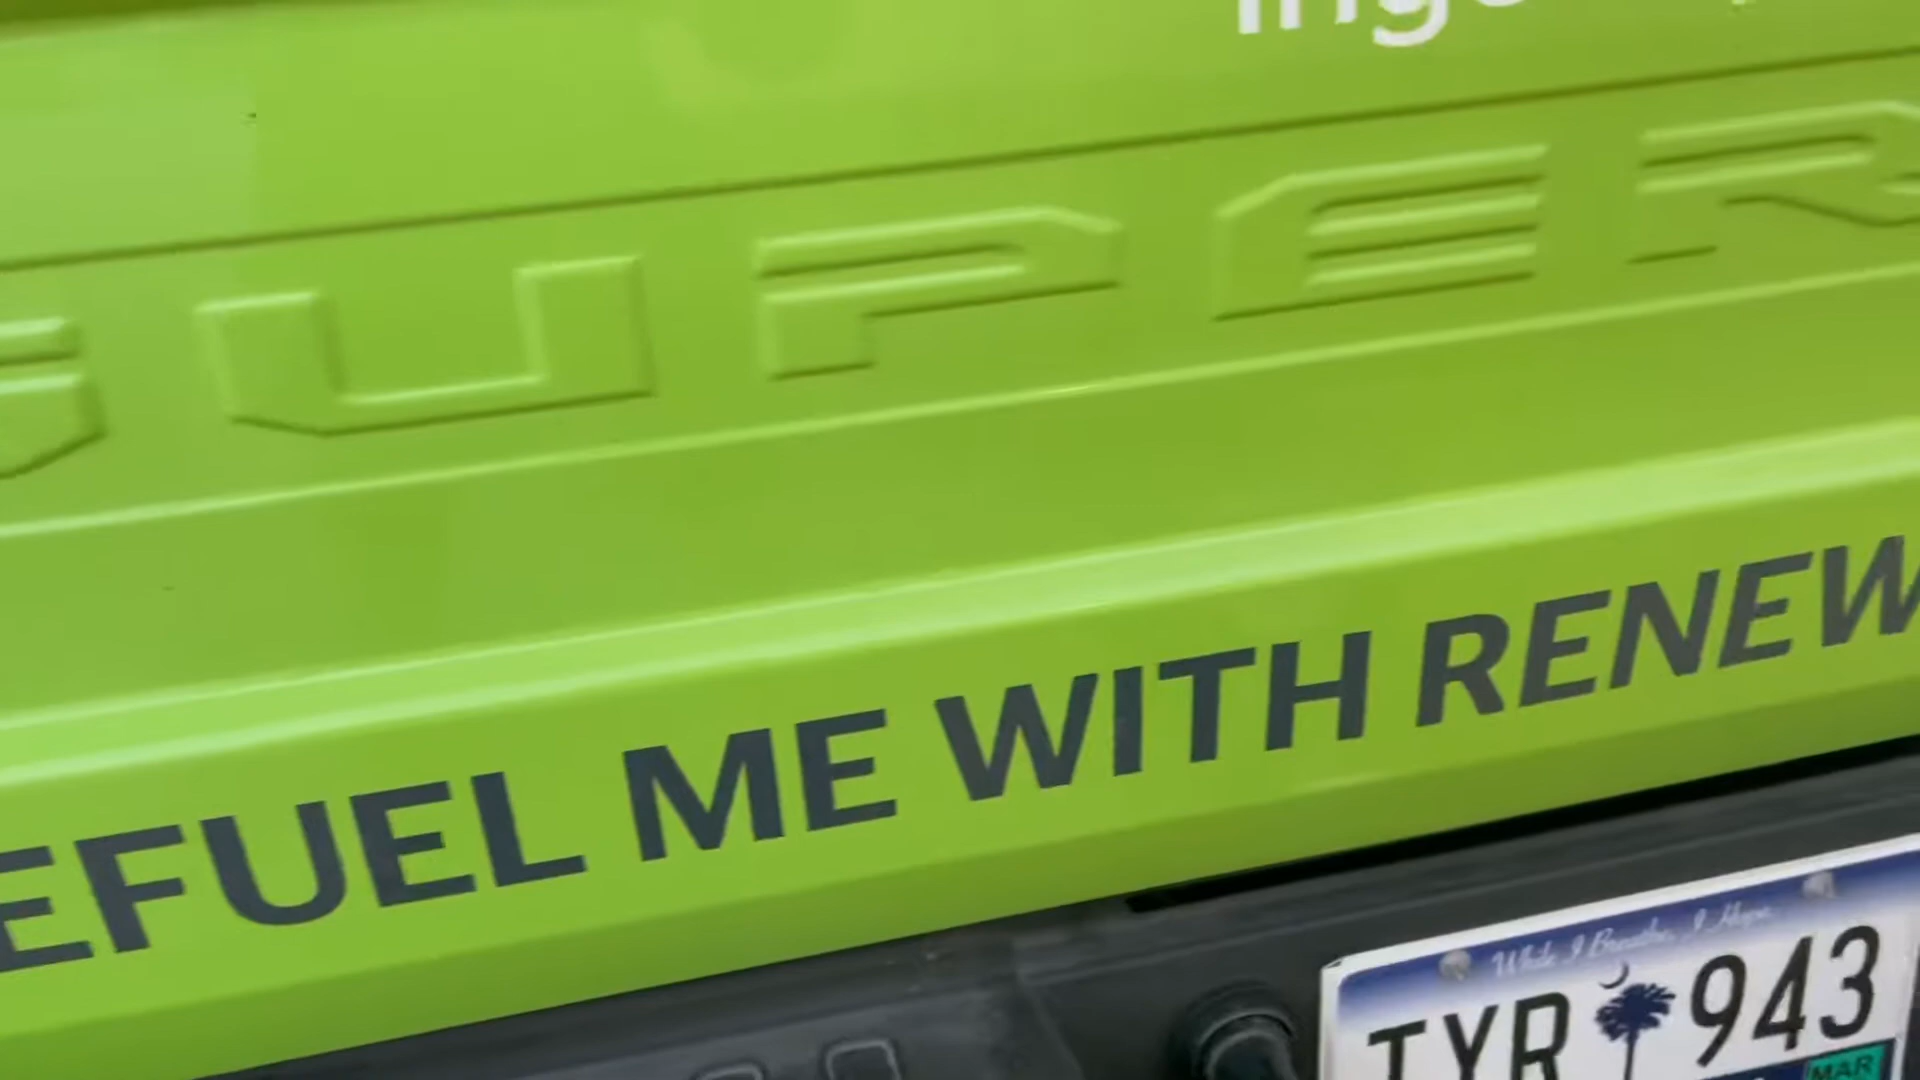 SUPER
EFUEL ME WITH RENEW
While I Breathe, I Hope
TYR 943
MAR